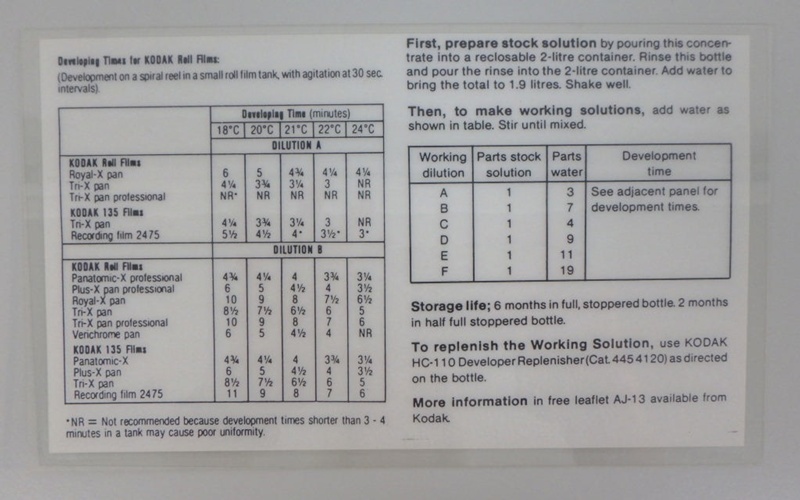 Developing Times for KODAK Roll Films:
(Development on a spiral reel in a small roll film tank, with agitation at 30 sec.
intervals).
Developing Time (minutes)
18°C 20°C 21°C 22°C 24°C
DILUTION A
KODAK Roll Films
Royal-X pan 6 5 4¾ 4¼ 4¼
Tri-X pan 4¼ 3¾ 3¼ 3 NR
Tri-X pan professional NR* NR NR NR NR
KODAK 135 Films
Tri-X pan 4¼ 3¾ 3¼ 3 NR
Recording film 2475 5½ 4½ 4* 3½* 3*
DILUTION B
KODAK Roll Films
Panatomic-X professional 4¾ 4¼ 4 3¾ 3¼
Plus-X pan professional 6 5 4½ 4 3½
Royal-X pan 10 9 8 7½ 6½
Tri-X pan 8½ 7½ 6½ 6 5
Tri-X pan professional 10 9 8 7 6
Verichrome pan 6 5 4½ 4 NR
KODAK 135 Films
Panatomic-X 4¾ 4¼ 4 3¾ 3¼
Plus-X pan 6 5 4½ 4 3½
Tri-X pan 8½ 7½ 6½ 6 5
Recording film 2475 11 9 8 7 6
*NR = Not recommended because development times shorter than 3 - 4
minutes in a tank may cause poor uniformity.
First, prepare stock solution by pouring this concen-
trate into a reclosable 2-litre container. Rinse this bottle
and pour the rinse into the 2-litre container. Add water to
bring the total to 1.9 litres. Shake well.
Then, to make working solutions, add water as
shown in table. Stir until mixed.
Working Parts stock Parts Development
dilution solution water time
A 1 3 See adjacent panel for
B 1 7 development times.
C 1 4
D 1 9
E 1 11
F 1 19
Storage life; 6 months in full, stoppered bottle. 2 months
in half full stoppered bottle.
To replenish the Working Solution, use KODAK
HC-110 Developer Replenisher (Cat. 445 4120) as directed
on the bottle.
More information in free leaflet AJ-13 available from
Kodak.